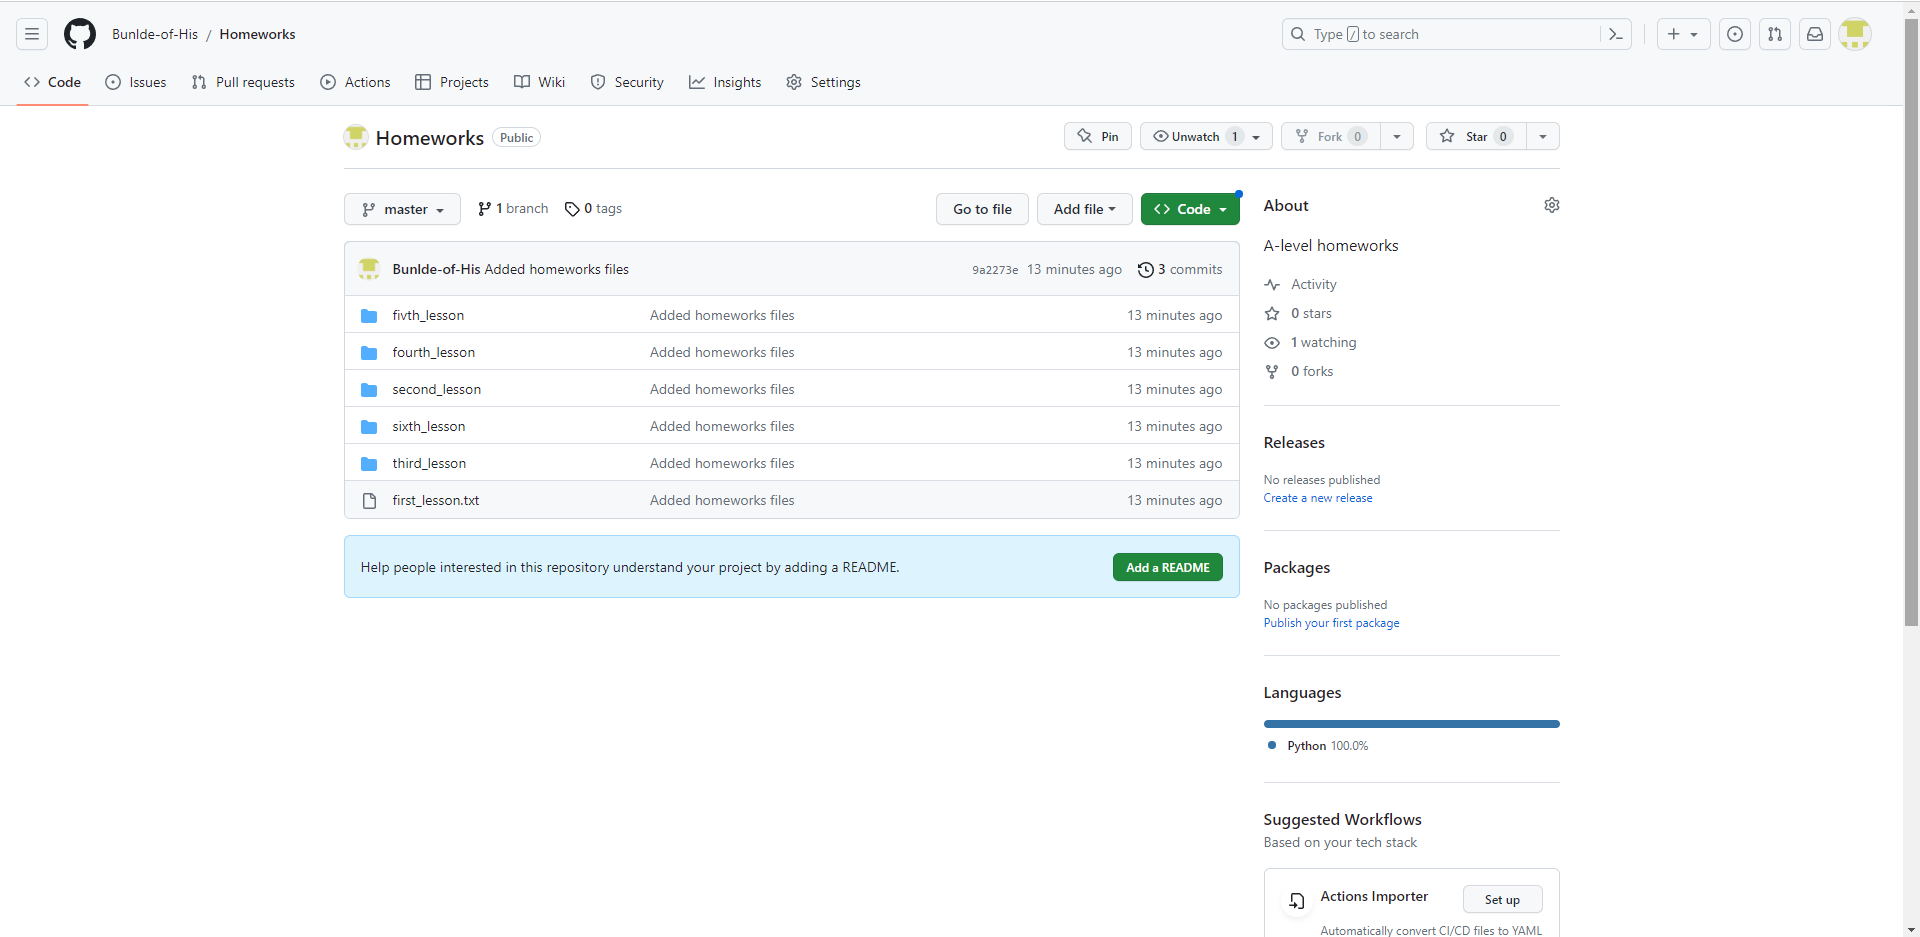 BunIde-of-His / Homeworks
Type / to search
Code Issues Pull requests Actions Projects Wiki Security Insights Settings
Homeworks Public
Pin Unwatch 1 Fork 0 Star 0
master 1 branch 0 tags Go to file Add file Code
BunIde-of-His Added homeworks files 9a2273e 13 minutes ago 3 commits
fivth_lesson Added homeworks files 13 minutes ago
fourth_lesson Added homeworks files 13 minutes ago
second_lesson Added homeworks files 13 minutes ago
sixth_lesson Added homeworks files 13 minutes ago
third_lesson Added homeworks files 13 minutes ago
first_lesson.txt Added homeworks files 13 minutes ago
Help people interested in this repository understand your project by adding a README. Add a README
About
A-level homeworks
Activity
0 stars
1 watching
0 forks
Releases
No releases published
Create a new release
Packages
No packages published
Publish your first package
Languages
Python 100.0%
Suggested Workflows
Based on your tech stack
Actions Importer Set up
Automatically convert CI/CD files to YAML